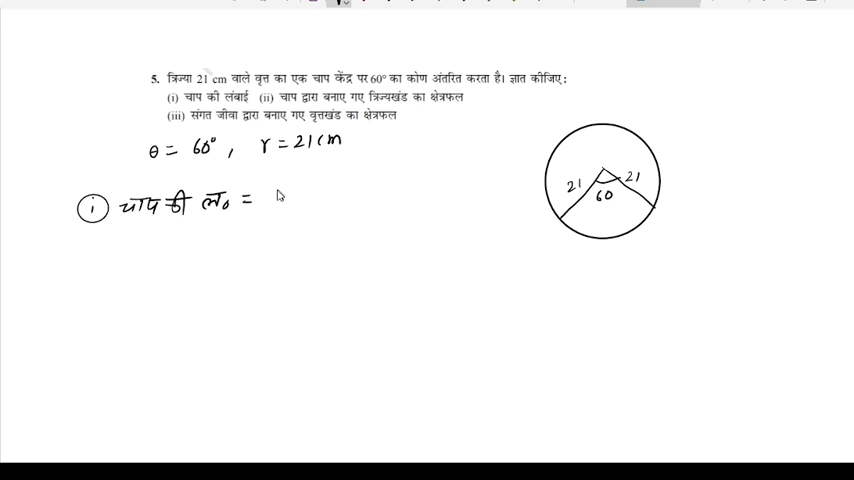 5. त्रिज्या 21 cm वाले वृत्त का एक चाप केंद्र पर 60° का कोण अंतरित करता है। ज्ञात कीजिए:
(i) चाप की लंबाई (ii) चाप द्वारा बनाए गए त्रिज्यखंड का क्षेत्रफल
(iii) संगत जीवा द्वारा बनाए गए वृत्तखंड का क्षेत्रफल
θ = 60°, r = 21 cm
i चाप की ल० =
21 21
60